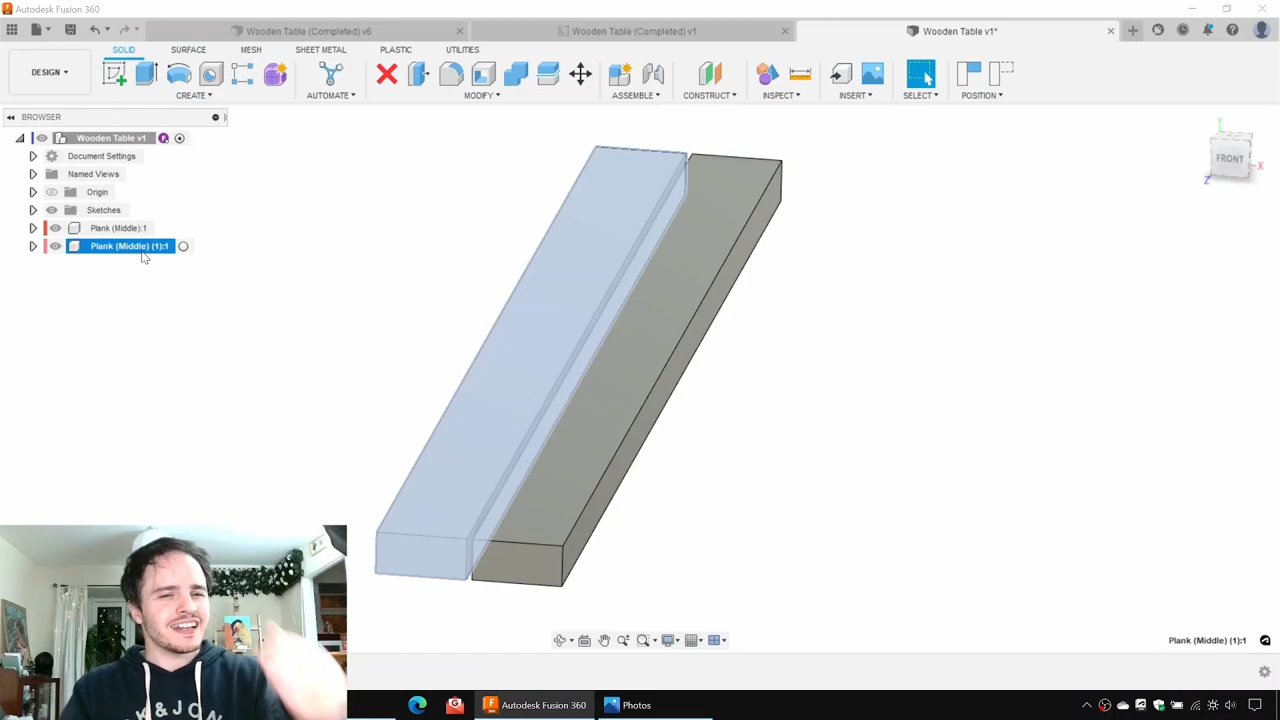 Autodesk Fusion 360
Wooden Table (Completed) v6
Wooden Table (Completed) v1
Wooden Table v1*
DESIGN
SOLID
SURFACE
MESH
SHEET METAL
PLASTIC
UTILITIES
CREATE
AUTOMATE
MODIFY
ASSEMBLE
CONSTRUCT
INSPECT
INSERT
SELECT
POSITION
BROWSER
Wooden Table v1
Document Settings
Named Views
Origin
Sketches
Plank (Middle):1
Plank (Middle) (1):1
Y
FRONT
X
Z
K & JON
Plank (Middle) (1):1
Autodesk Fusion 360
Photos